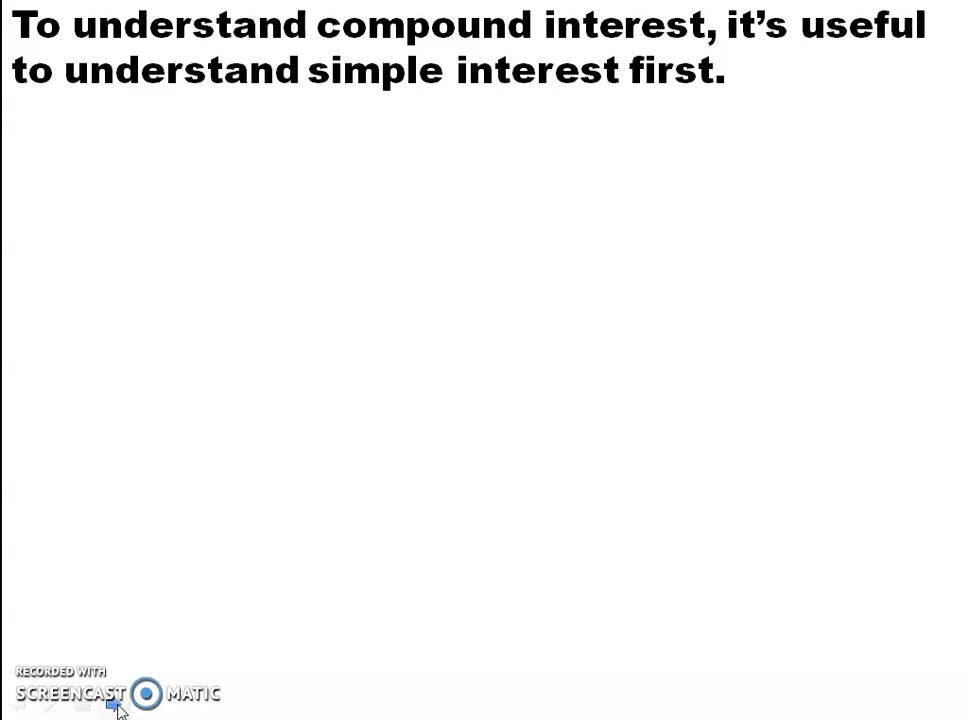 To understand compound interest, it’s useful
to understand simple interest first.
RECORDED WITH
SCREENCAST MATIC